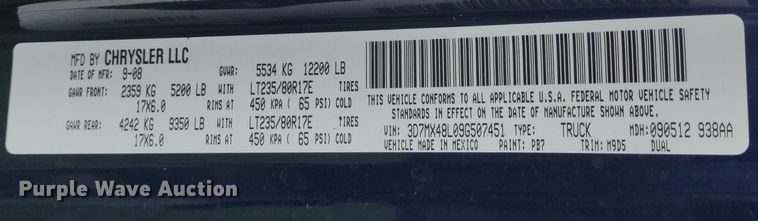 MFD BY CHRYSLER LLC
DATE OF MFR: 9-08 GVWR: 5534 KG 12200 LB
GAWR FRONT: 2359 KG 5200 LB WITH LT235/80R17E TIRES
17X6.0 RIMS AT 450 KPA ( 65 PSI) COLD
GAWR REAR: 4242 KG 9350 LB WITH LT235/80R17E TIRES
17X6.0 RIMS AT 450 KPA ( 65 PSI) COLD
THIS VEHICLE CONFORMS TO ALL APPLICABLE U.S.A. FEDERAL MOTOR VEHICLE SAFETY
STANDARDS IN EFFECT ON THE DATE OF MANUFACTURE SHOWN ABOVE.
VIN: 3D7MX48L09G507451 TYPE: TRUCK MDH: 090512 938AA
VEHICLE MADE IN MEXICO PAINT: PB7 TRIM: M9D5 DUAL
Purple Wave Auction